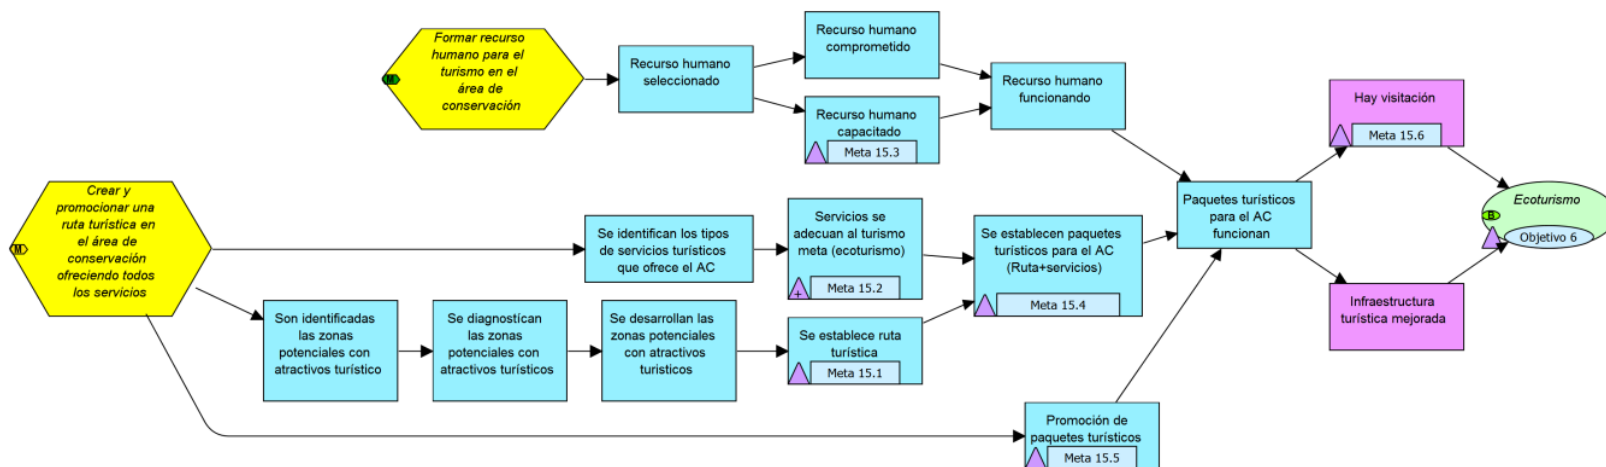 Formar recurso
humano para el
turismo en el
área de
conservación
M
Recurso humano
seleccionado
Recurso humano
comprometido
Recurso humano
capacitado
Meta 15.3
Recurso humano
funcionando
Hay visitación
Meta 15.6
Crear y
promocionar una
ruta turística en
el área de
conservación
ofreciendo todos
los servicios
M
Se identifican los tipos
de servicios turísticos
que ofrece el AC
Servicios se
adecuan al turismo
meta (ecoturismo)
+
Meta 15.2
Se establecen paquetes
turísticos para el AC
(Ruta+servicios)
Meta 15.4
Paquetes turísticos
para el AC
funcionan
Ecoturismo
B
Objetivo 6
Son identificadas
las zonas
potenciales con
atractivos turístico
Se diagnostícan
las zonas
potenciales con
atractivos turísticos
Se desarrollan las
zonas potenciales
con atractivos
turisticos
Se establece ruta
turística
Meta 15.1
Infraestructura
turística mejorada
Promoción de
paquetes turísticos
Meta 15.5